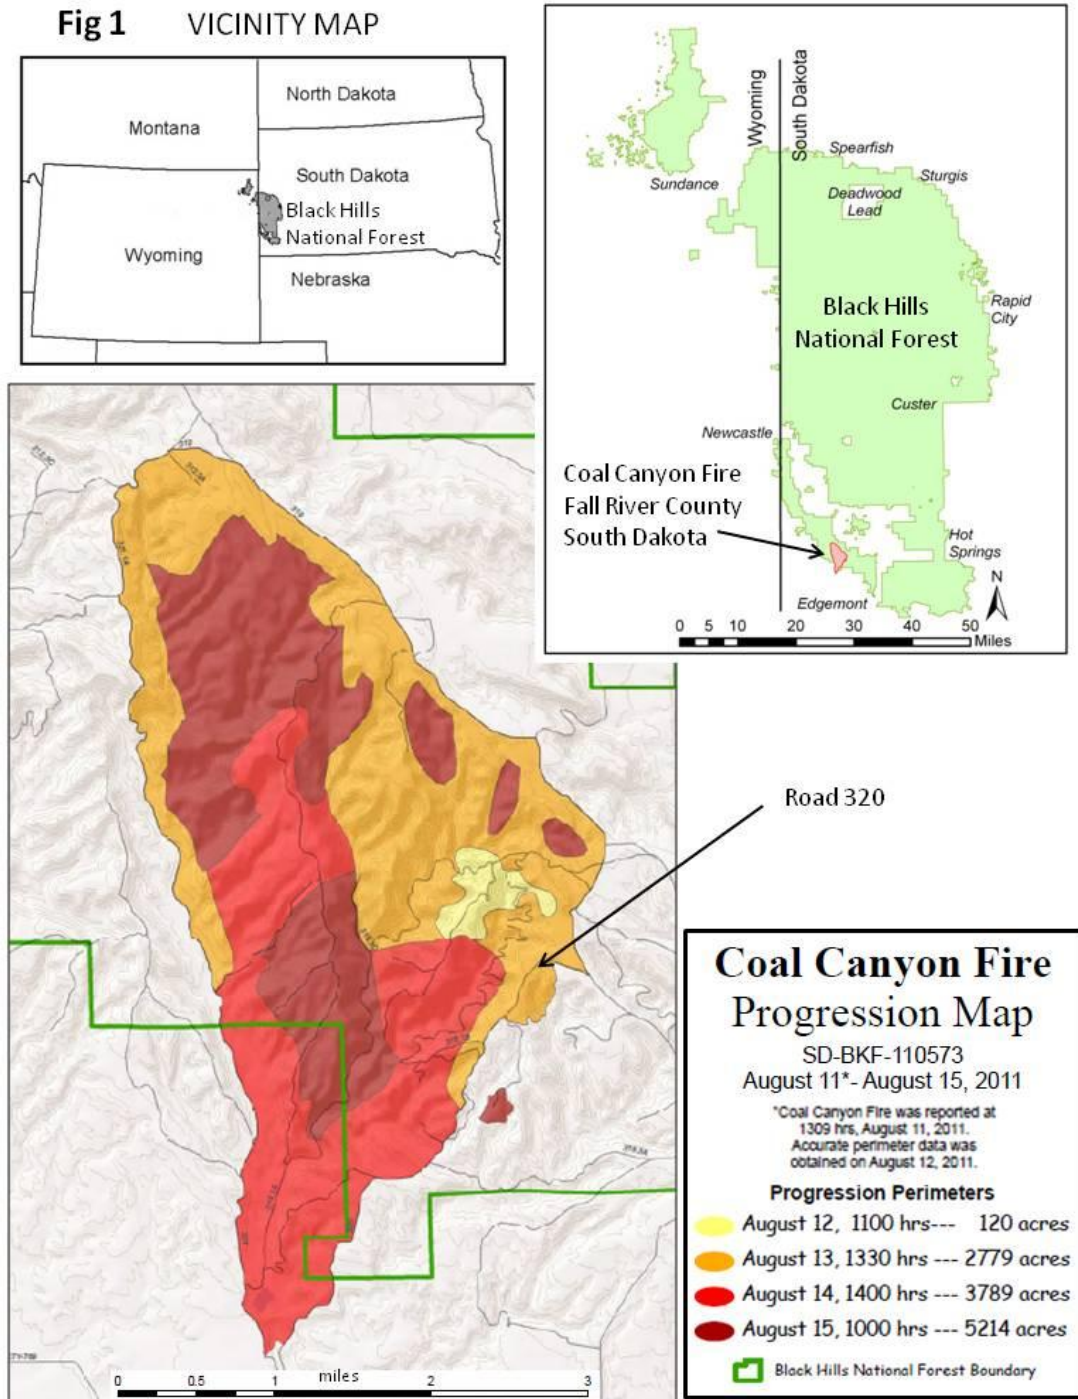 Fig 1 VICINITY MAP
North Dakota
Montana
South Dakota
Black Hills
National Forest
Wyoming
Nebraska
Wyoming
South Dakota
Spearfish
Sundance
Sturgis
Deadwood
Lead
Black Hills
National Forest
Rapid
City
Custer
Newcastle
Coal Canyon Fire
Fall River County
South Dakota
Hot
Springs
Edgemont
N
0 5 10 20 30 40 50
Miles
Road 320
Coal Canyon Fire
Progression Map
SD-BKF-110573
August 11*- August 15, 2011
*Coal Canyon Fire was reported at
1309 hrs, August 11, 2011.
Accurate perimeter data was
obtained on August 12, 2011.
Progression Perimeters
August 12, 1100 hrs--- 120 acres
August 13, 1330 hrs --- 2779 acres
August 14, 1400 hrs --- 3789 acres
August 15, 1000 hrs --- 5214 acres
Black Hills National Forest Boundary
0 0.5 1 miles 2 3